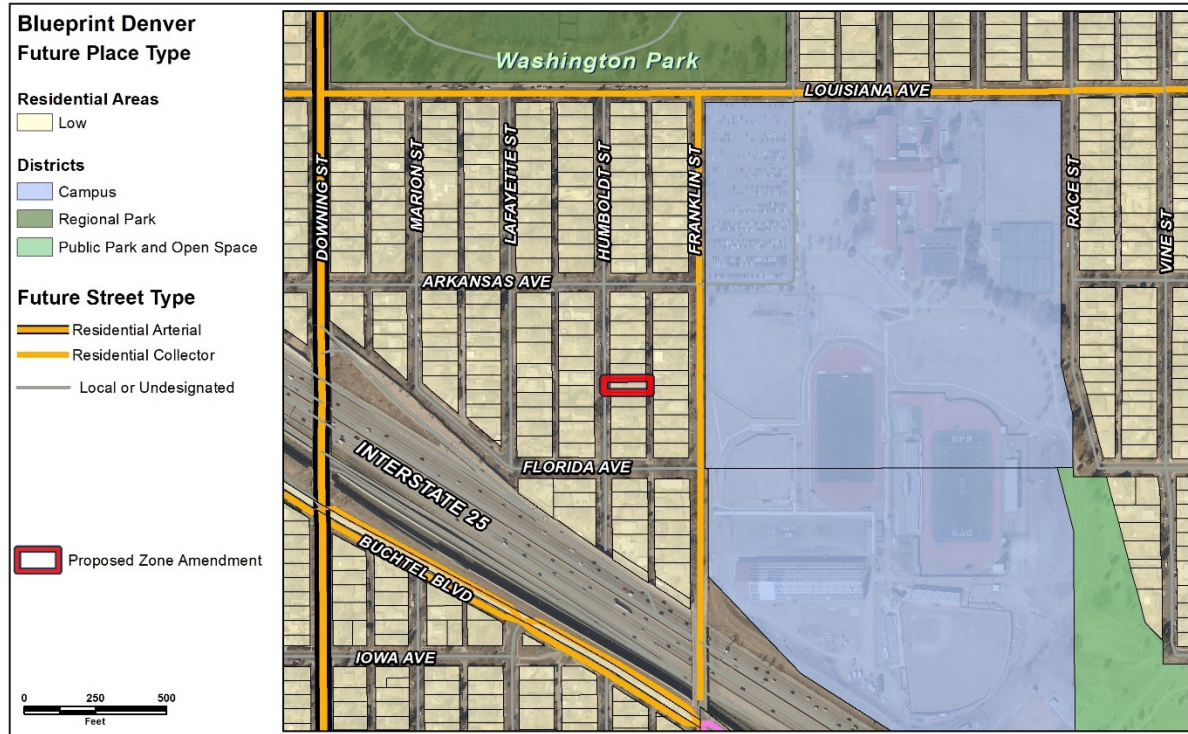 Blueprint Denver
Future Place Type
Residential Areas
Low
Districts
Campus
Regional Park
Public Park and Open Space
Future Street Type
Residential Arterial
Residential Collector
Local or Undesignated
Proposed Zone Amendment
0 250 500
Feet
Washington Park
LOUISIANA AVE
DOWNING ST
MARION ST
LAFAYETTE ST
HUMBOLDT ST
FRANKLIN ST
RACE ST
VINE ST
ARKANSAS AVE
FLORIDA AVE
INTERSTATE 25
BUCHTEL BLVD
IOWA AVE
DPS
DPS